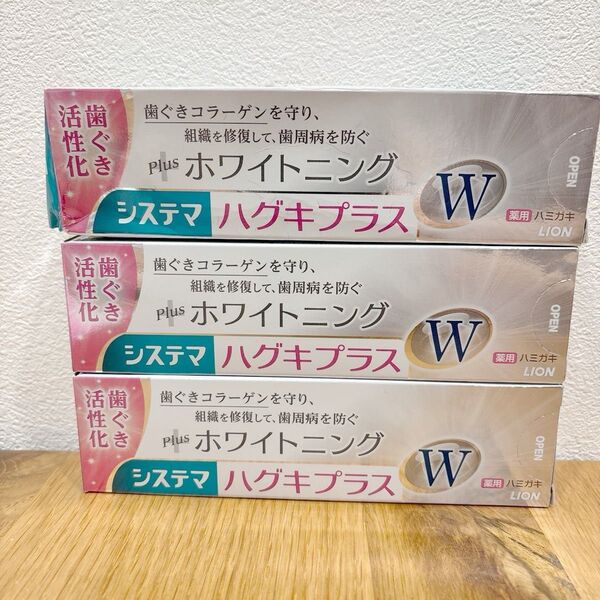 歯ぐき
活性化
歯ぐきコラーゲンを守り、
組織を修復して、歯周病を防ぐ
Plus ホワイトニング
システマ ハグキプラス
W
OPEN
薬用 ハミガキ
LION
歯ぐき
活性化
歯ぐきコラーゲンを守り、
組織を修復して、歯周病を防ぐ
Plus ホワイトニング
システマ ハグキプラス
W
OPEN
薬用 ハミガキ
LION
歯ぐき
活性化
歯ぐきコラーゲンを守り、
組織を修復して、歯周病を防ぐ
Plus ホワイトニング
システマ ハグキプラス
W
OPEN
薬用 ハミガキ
LION